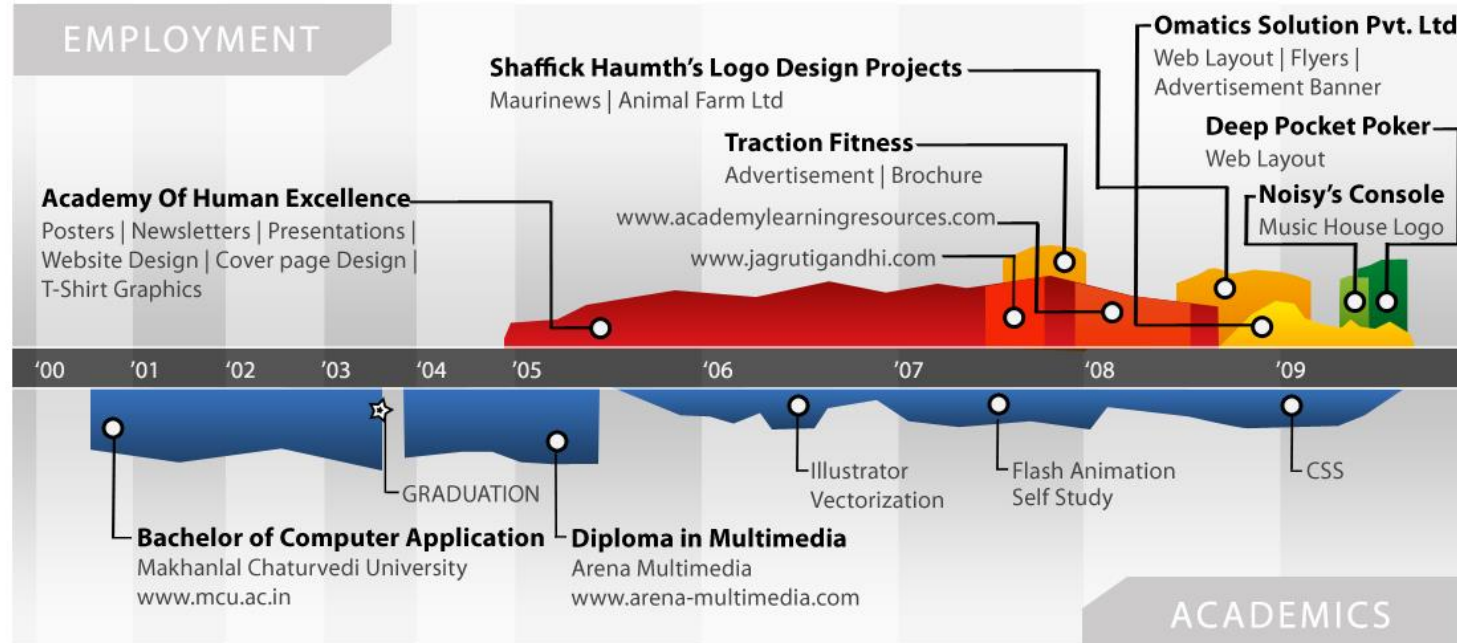 EMPLOYMENT
Omatics Solution Pvt. Ltd
Web Layout | Flyers |
Advertisement Banner
Shaffick Haumth's Logo Design Projects
Maurinews | Animal Farm Ltd
Deep Pocket Poker
Web Layout
Traction Fitness
Advertisement | Brochure
Noisy's Console
Music House Logo
Academy Of Human Excellence
Posters | Newsletters | Presentations |
Website Design | Cover page Design |
T-Shirt Graphics
www.academylearningresources.com
www.jagrutigandhi.com
'00 '01 '02 '03 '04 '05 '06 '07 '08 '09
GRADUATION
Illustrator
Vectorization
Flash Animation
Self Study
CSS
Bachelor of Computer Application
Makhanlal Chaturvedi University
www.mcu.ac.in
Diploma in Multimedia
Arena Multimedia
www.arena-multimedia.com
ACADEMICS